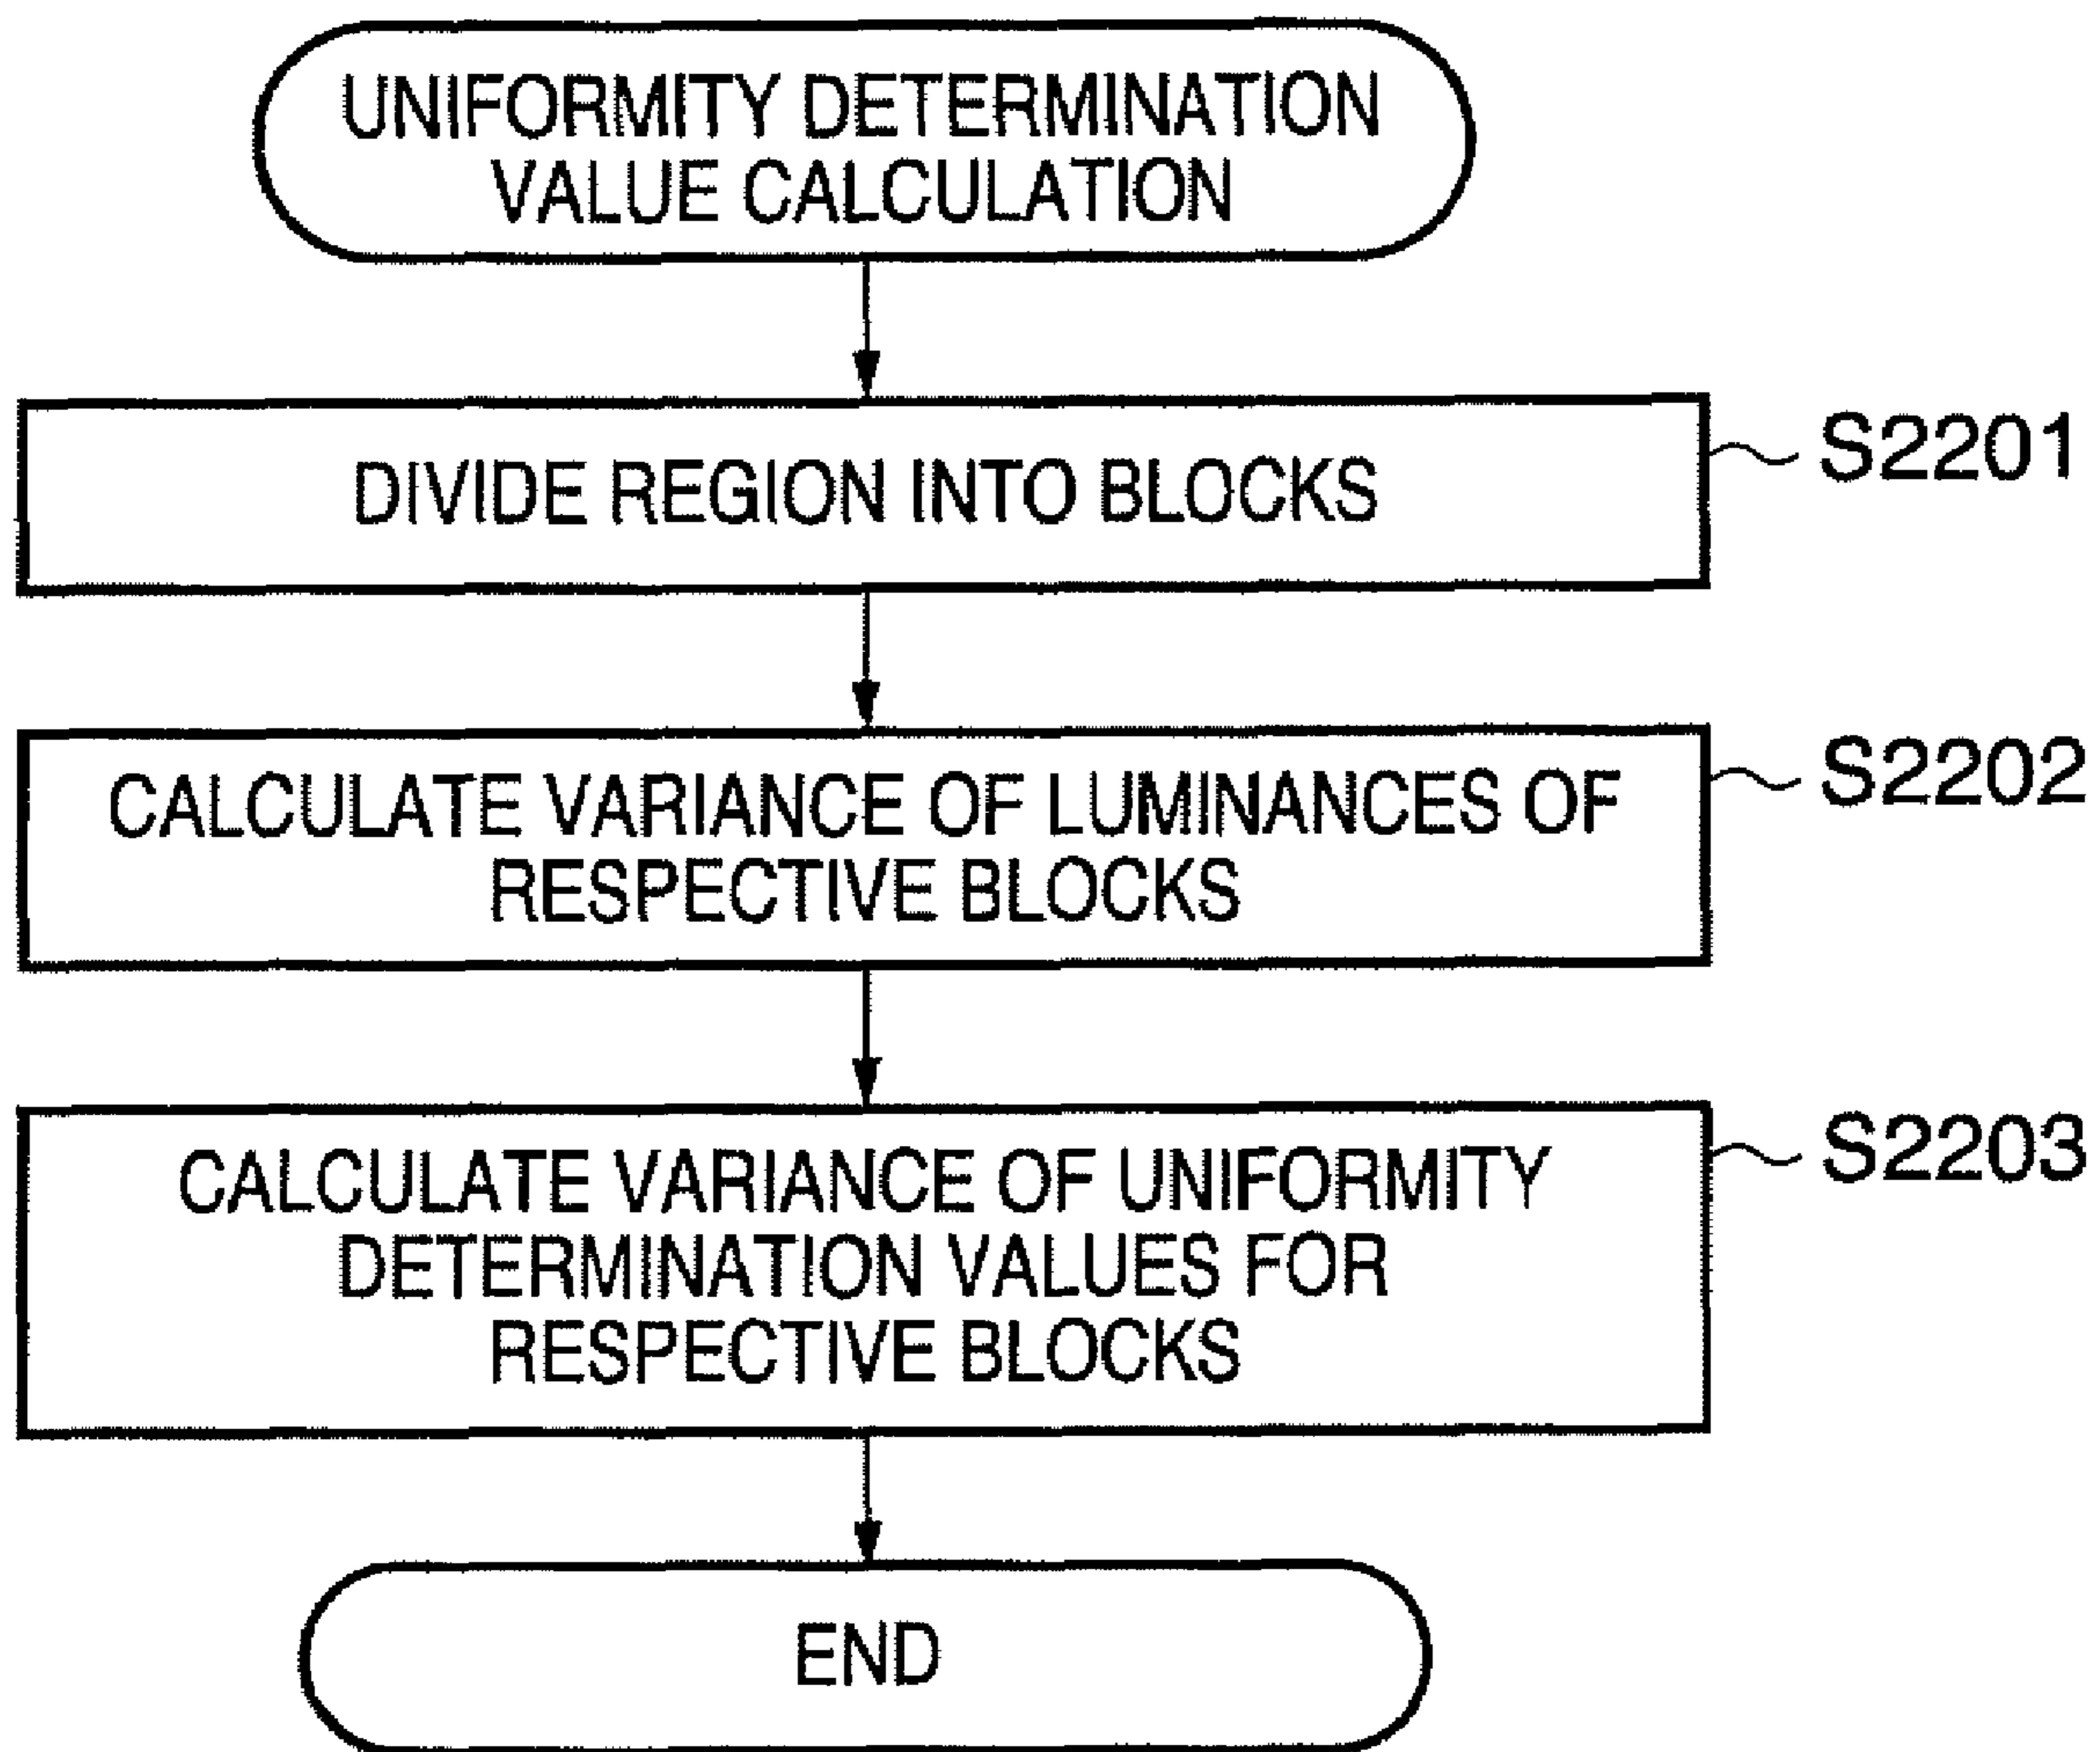 UNIFORMITY DETERMINATION
VALUE CALCULATION
DIVIDE REGION INTO BLOCKS
S2201
CALCULATE VARIANCE OF LUMINANCES OF
RESPECTIVE BLOCKS
S2202
CALCULATE VARIANCE OF UNIFORMITY
DETERMINATION VALUES FOR
RESPECTIVE BLOCKS
S2203
END